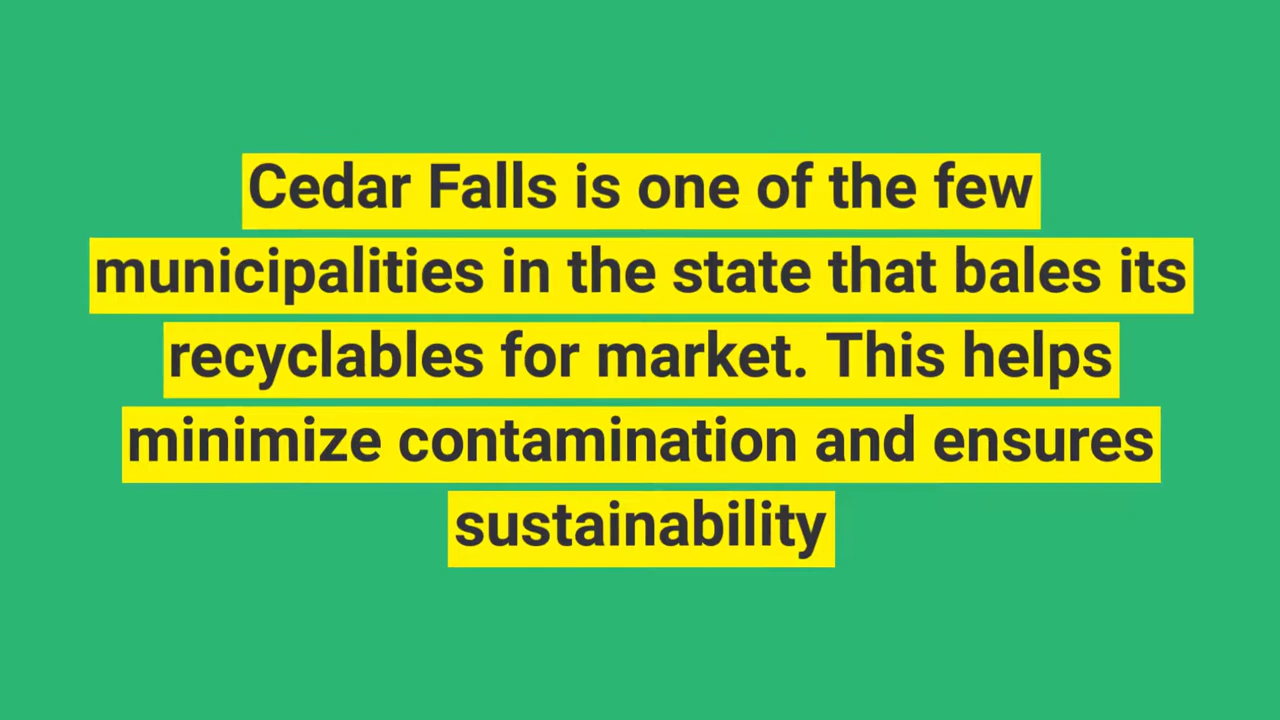 Cedar Falls is one of the few
municipalities in the state that bales its
recyclables for market. This helps
minimize contamination and ensures
sustainability